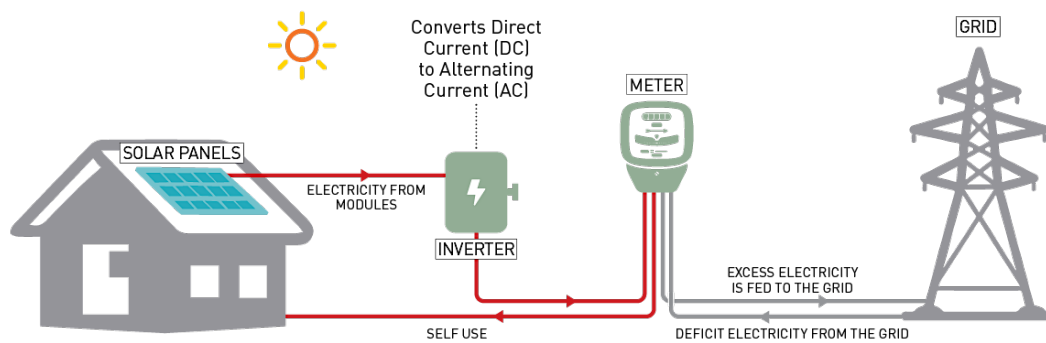 Converts Direct
Current (DC)
to Alternating
Current (AC)
GRID
METER
SOLAR PANELS
ELECTRICITY FROM
MODULES
INVERTER
EXCESS ELECTRICITY
IS FED TO THE GRID
SELF USE
DEFICIT ELECTRICITY FROM THE GRID